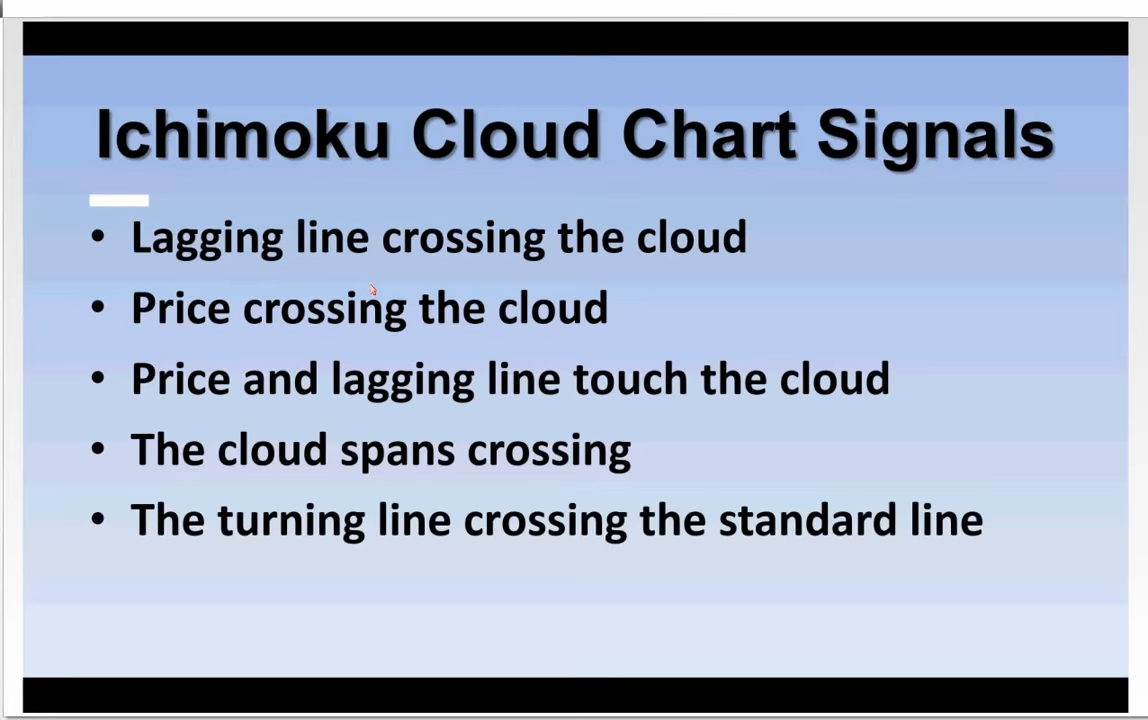 Ichimoku Cloud Chart Signals
• Lagging line crossing the cloud
• Price crossing the cloud
• Price and lagging line touch the cloud
• The cloud spans crossing
• The turning line crossing the standard line